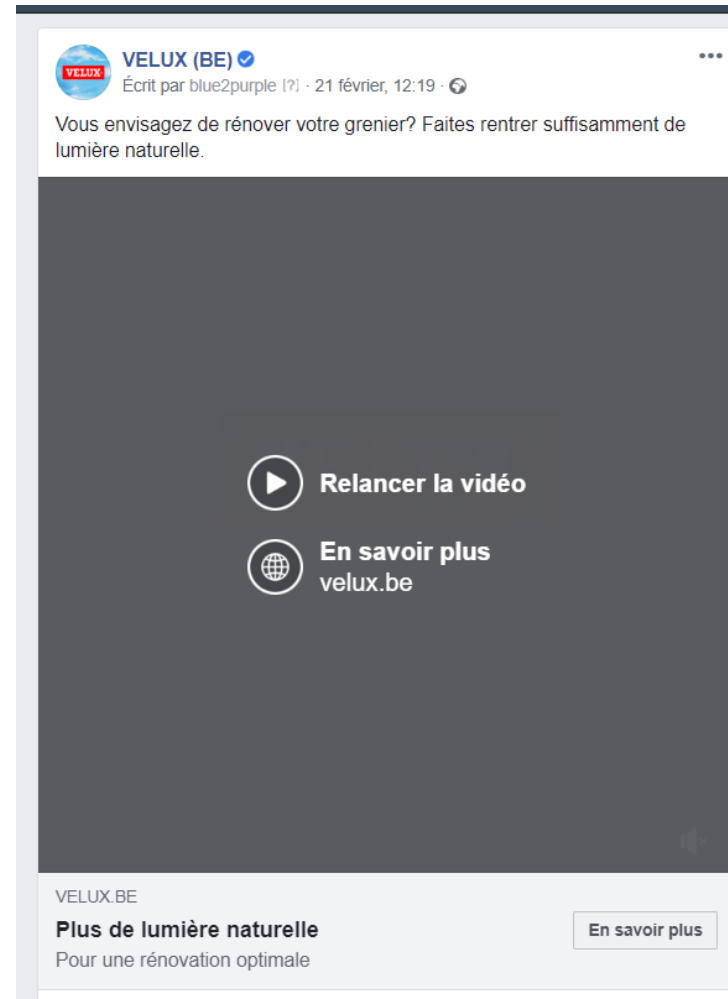 VELUX
VELUX (BE)
Écrit par blue2purple [?] · 21 février, 12:19 ·
Vous envisagez de rénover votre grenier? Faites rentrer suffisamment de
lumière naturelle.
Relancer la vidéo
En savoir plus
velux.be
VELUX.BE
Plus de lumière naturelle
En savoir plus
Pour une rénovation optimale